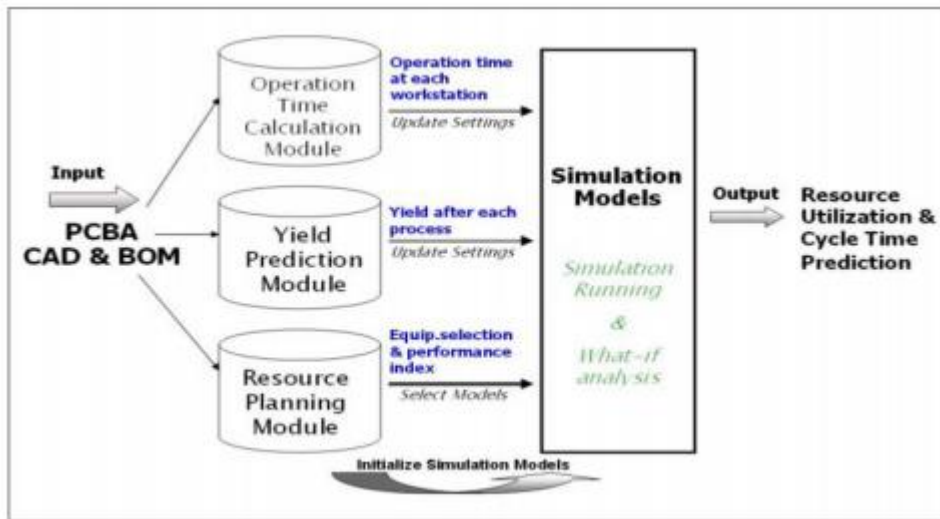 Input
PCBA
CAD & BOM
Operation
Time
Calculation
Module
Operation time
at each
workstation
Update Settings
Yield
Prediction
Module
Yield after each
process
Update Settings
Resource
Planning
Module
Equip.selection
& performance
index
Select Models
Simulation
Models
Simulation
Running
&
What-if
analysis
Output
Resource
Utilization &
Cycle Time
Prediction
Initialize Simulation Models